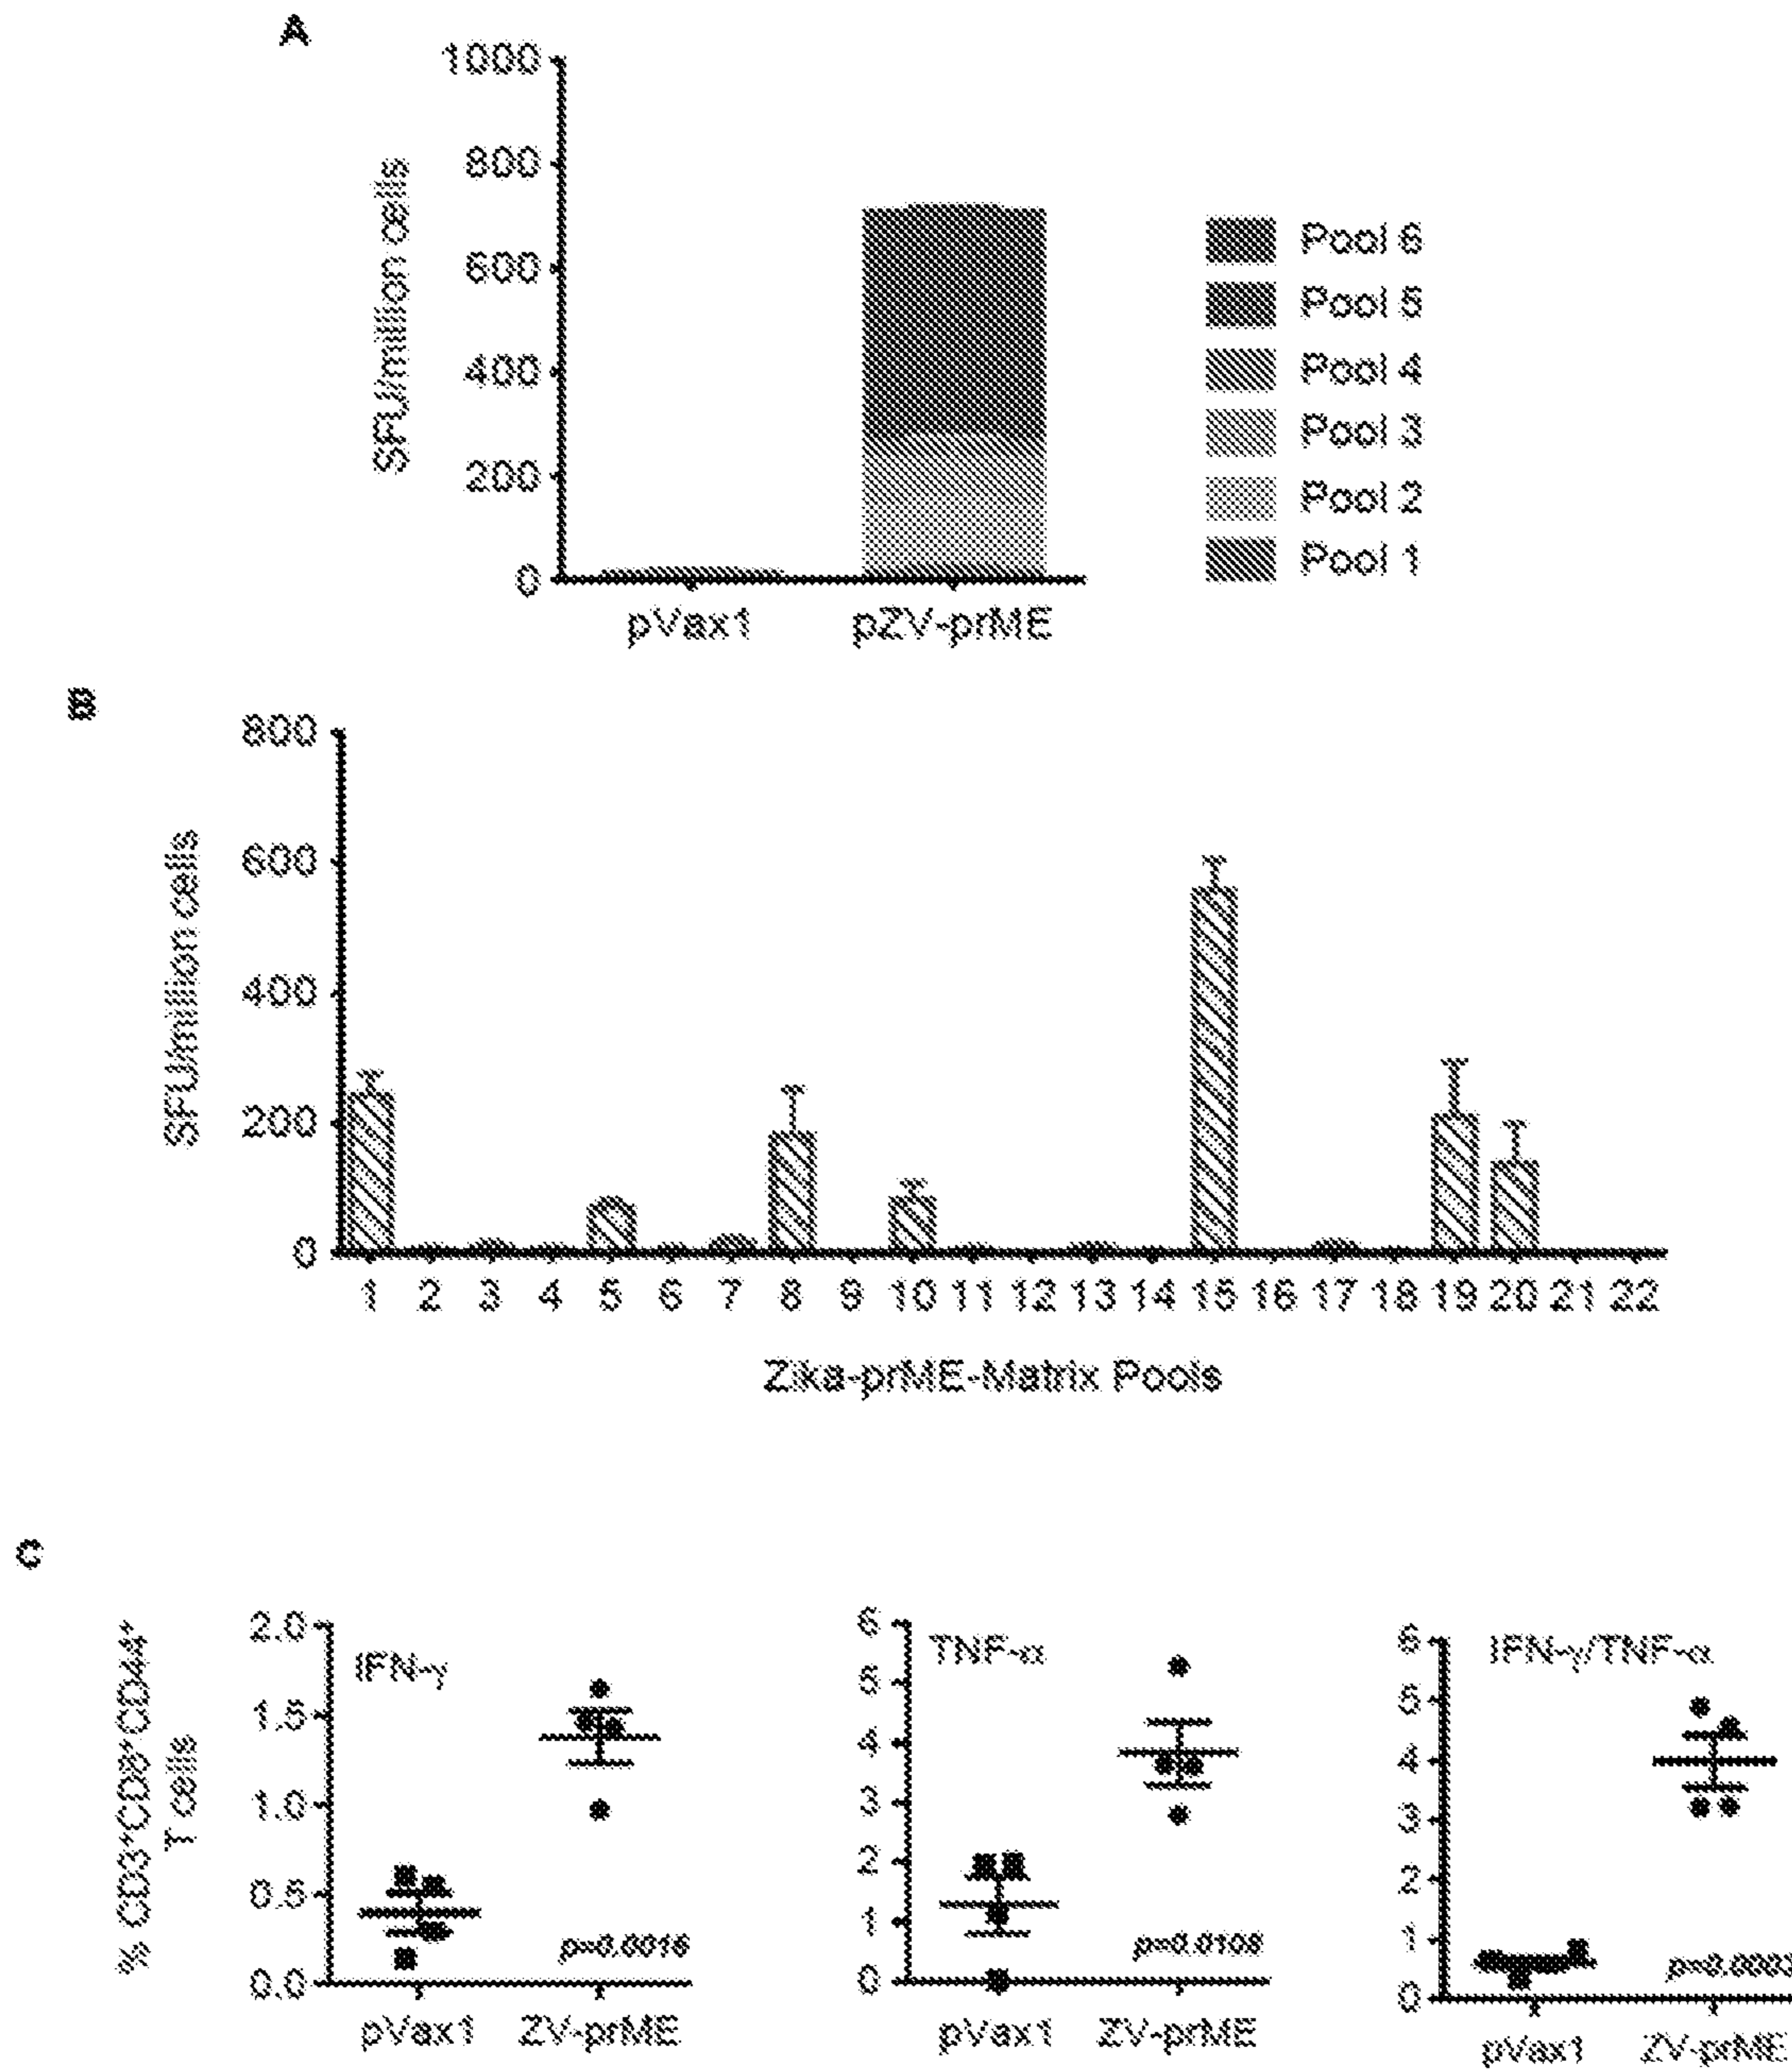 A
1000
800
600
400
200
0
SFU/million cells
pVax1
pZV-prME
Pool 6
Pool 5
Pool 4
Pool 3
Pool 2
Pool 1
B
800
600
400
200
0
SFU/million cells
1 2 3 4 5 6 7 8 9 10 11 12 13 14 15 16 17 18 19 20 21 22
Zika-prME-Matrix Pools
C
% CD3⁺CD8⁺CD44⁺
T cells
2.0
1.5
1.0
0.5
0.0
IFN-γ
p=0.0016
pVax1 ZV-prME
6
5
4
3
2
1
0
TNF-α
p=0.0108
pVax1 ZV-prME
6
5
4
3
2
1
0
IFN-γ/TNF-α
pVax1 ZV-prME